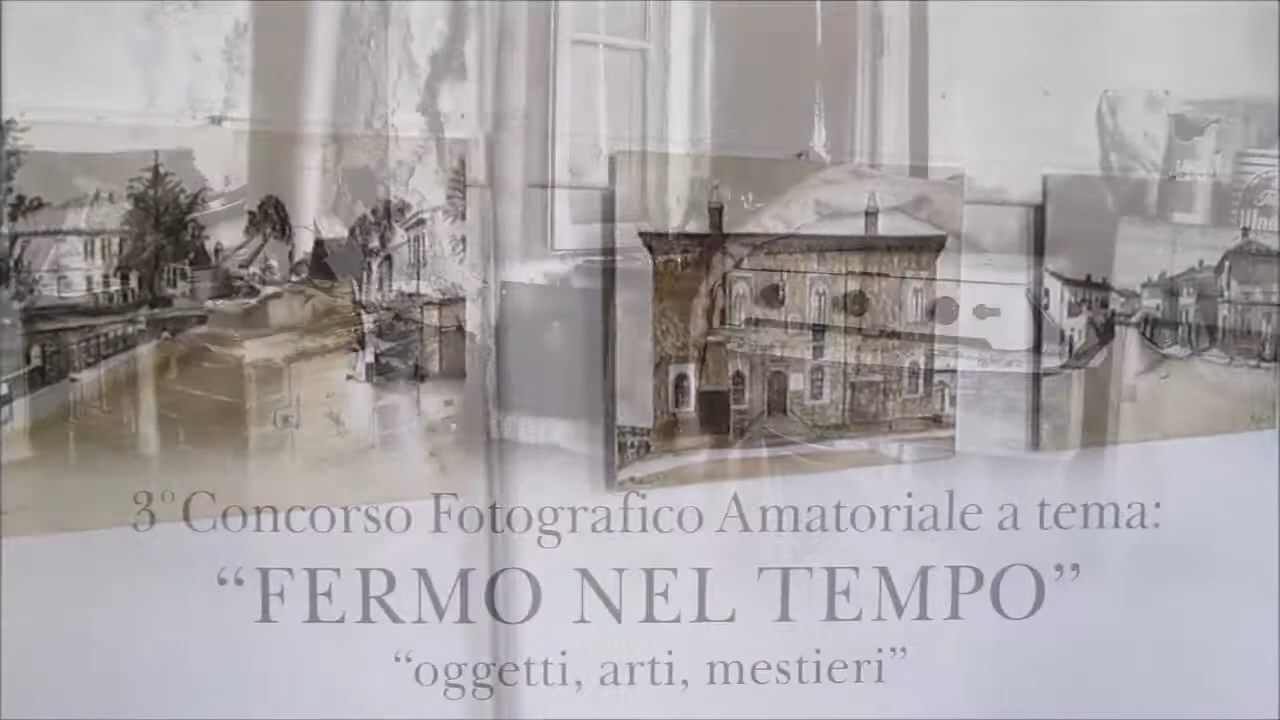 3° Concorso Fotografico Amatoriale a tema:
“FERMO NEL TEMPO”
“oggetti, arti, mestieri”